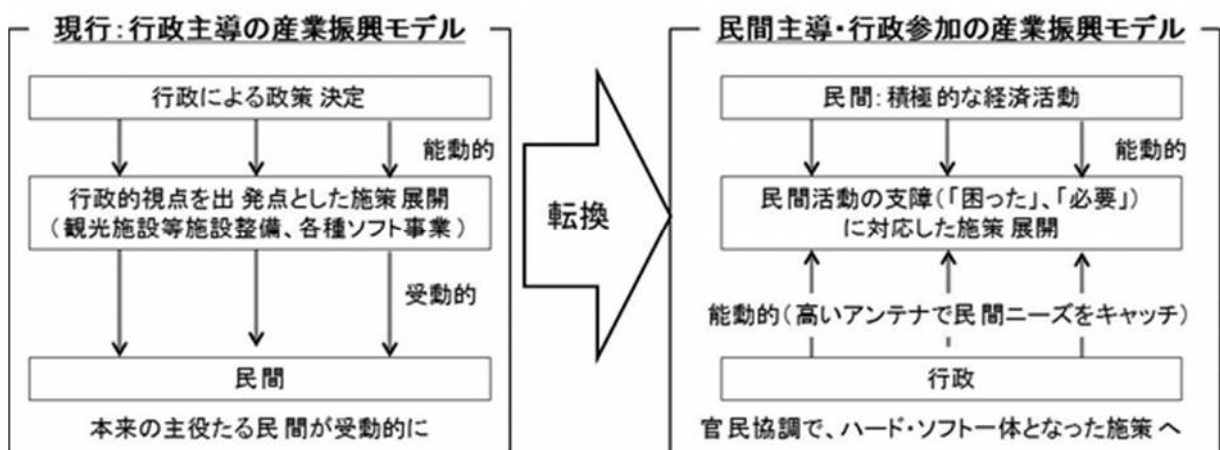 現行：行政主導の産業振興モデル
行政による政策決定
能動的
行政的視点を出発点とした施策展開
（観光施設等施設整備、各種ソフト事業）
受動的
民間
本来の主役たる民間が受動的に
転換
民間主導・行政参加の産業振興モデル
民間：積極的な経済活動
能動的
民間活動の支障（「困った」、「必要」）
に対応した施策展開
能動的（高いアンテナで民間ニーズをキャッチ）
行政
官民協調で、ハード・ソフト一体となった施策へ